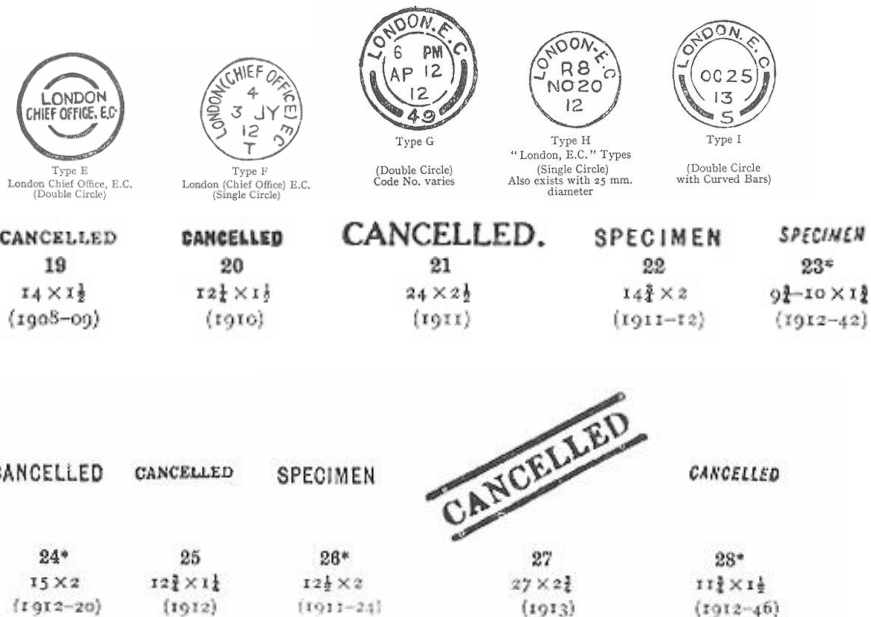 LONDON
CHIEF OFFICE, E.C
Type E
London Chief Office, E.C.
(Double Circle)
LONDON (CHIEF OFFICE) E.C
4
3 JY
12
T
Type F
London (Chief Office) E.C.
(Single Circle)
LONDON. E.C
6 PM
AP 12
12
49
Type G
(Double Circle)
Code No. varies
LONDON-E.C
R8
NO20
12
Type H
"London, E.C." Types
(Single Circle)
Also exists with 25 mm.
diameter
LONDON. E. C
OC25
13
S
Type I
(Double Circle
with Curved Bars)
CANCELLED CANCELLED CANCELLED. SPECIMEN SPECIMEN
19 20 21 22 23*
14 × 1½ 12¼ × 1½ 24 × 2½ 14¾ × 2 9¾–10 × 1¾
(1908–09) (1910) (1911) (1911–12) (1912–42)
CANCELLED CANCELLED SPECIMEN CANCELLED CANCELLED
24* 25 26* 27 28*
15 × 2 12¾ × 1¼ 12½ × 2 27 × 2¾ 11¾ × 1½
(1912–20) (1912) (1911–24) (1913) (1912–46)